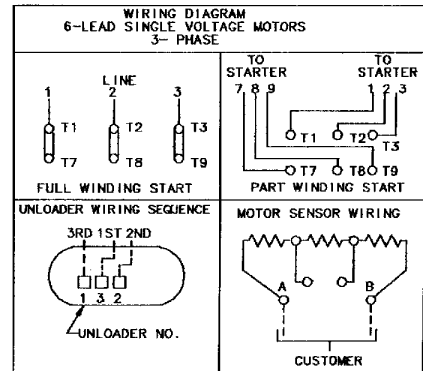 WIRING DIAGRAM
6-LEAD SINGLE VOLTAGE MOTORS
3- PHASE
LINE
1 2 3
T1 T2 T3
T7 T8 T9
FULL WINDING START
TO STARTER TO STARTER
7 8 9 1 2 3
T1 T2 T3
T7 T8 T9
PART WINDING START
UNLOADER WIRING SEQUENCE
3RD 1ST 2ND
1 3 2
UNLOADER NO.
MOTOR SENSOR WIRING
A B
CUSTOMER